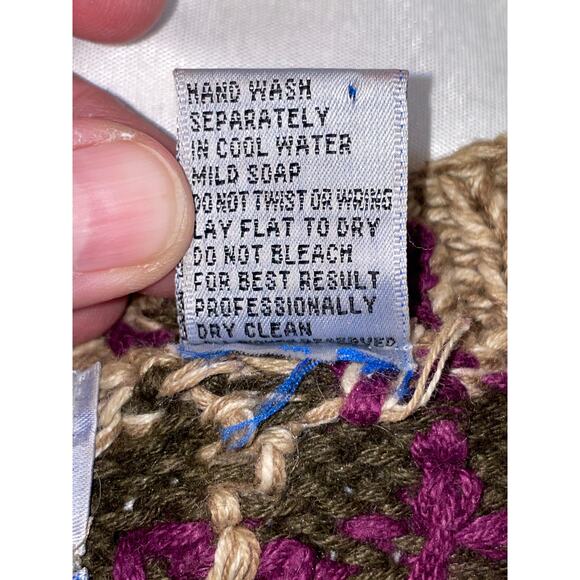 HAND WASH
SEPARATELY
IN COOL WATER
MILD SOAP
DO NOT TWIST OR WRING
LAY FLAT TO DRY
DO NOT BLEACH
FOR BEST RESULT
PROFESSIONALLY
DRY CLEAN
RESERVED